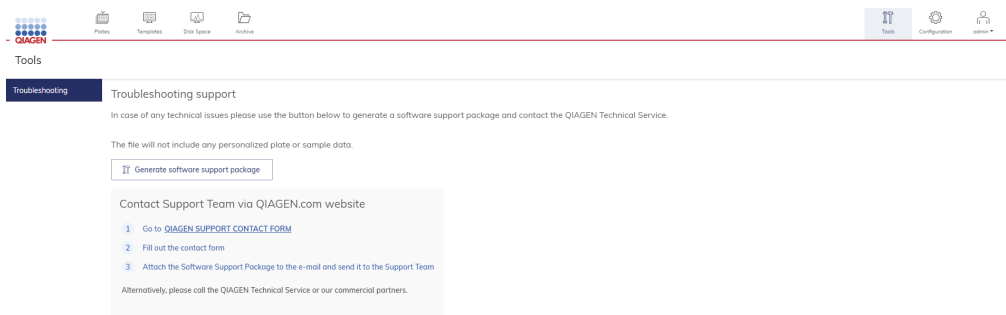 Plates
Templates
Disk Space
Archive
Tools
Configuration
admin
QIAGEN
Tools
Troubleshooting
Troubleshooting support
In case of any technical issues please use the button below to generate a software support package and contact the QIAGEN Technical Service.
The file will not include any personalized plate or sample data.
Generate software support package
Contact Support Team via QIAGEN.com website
1 Go to QIAGEN SUPPORT CONTACT FORM
2 Fill out the contact form
3 Attach the Software Support Package to the e-mail and send it to the Support Team
Alternatively, please call the QIAGEN Technical Service or our commercial partners.